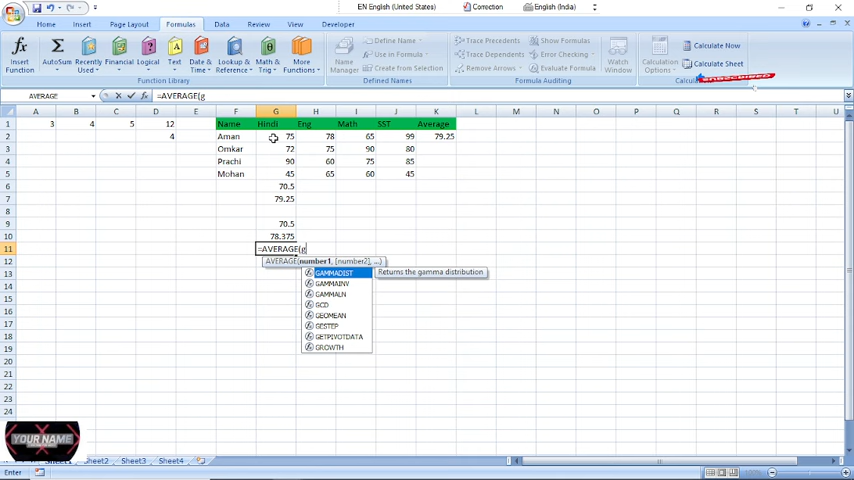 EN English (United States) Correction English (India)
Home Insert Page Layout Formulas Data Review View Developer
fx Σ
Insert Function AutoSum Recently Used Financial Logical Text Date & Time Lookup & Reference Math & Trig More Functions
Function Library
Name Manager
Define Name
Use in Formula
Create from Selection
Defined Names
Trace Precedents Show Formulas
Trace Dependents Error Checking
Remove Arrows Evaluate Formula
Formula Auditing
Watch Window
Calculation Options
Calculate Now
Calculate Sheet
AVERAGE fx =AVERAGE(g
A B C D E F G H I J K L M N O P Q R S T U
1 3 4 5 12 Name Hindi Eng Math SST Average
2 4 Aman 75 78 65 99 79.25
3 Omkar 72 75 90 80
4 Prachi 90 60 75 85
5 Mohan 45 65 60 45
6 70.5
7 79.25
8
9 70.5
10 78.375
11 =AVERAGE(g
12 AVERAGE(number1, [number2], ...)
13 GAMMADIST Returns the gamma distribution
14 GAMMAINV
GAMMALN
15 GCD
16 GEOMEAN
17 GESTEP
18 GETPIVOTDATA
19 GROWTH
20
21
22
23
24
YOUR NAME
Sheet1 Sheet2 Sheet3 Sheet4
Enter